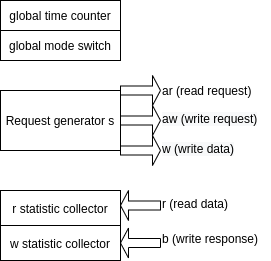 global time counter
global mode switch
ar (read request)
Request generator s
aw (write request)
w (write data)
r statistic collector
r (read data)
w statistic collector
b (write response)